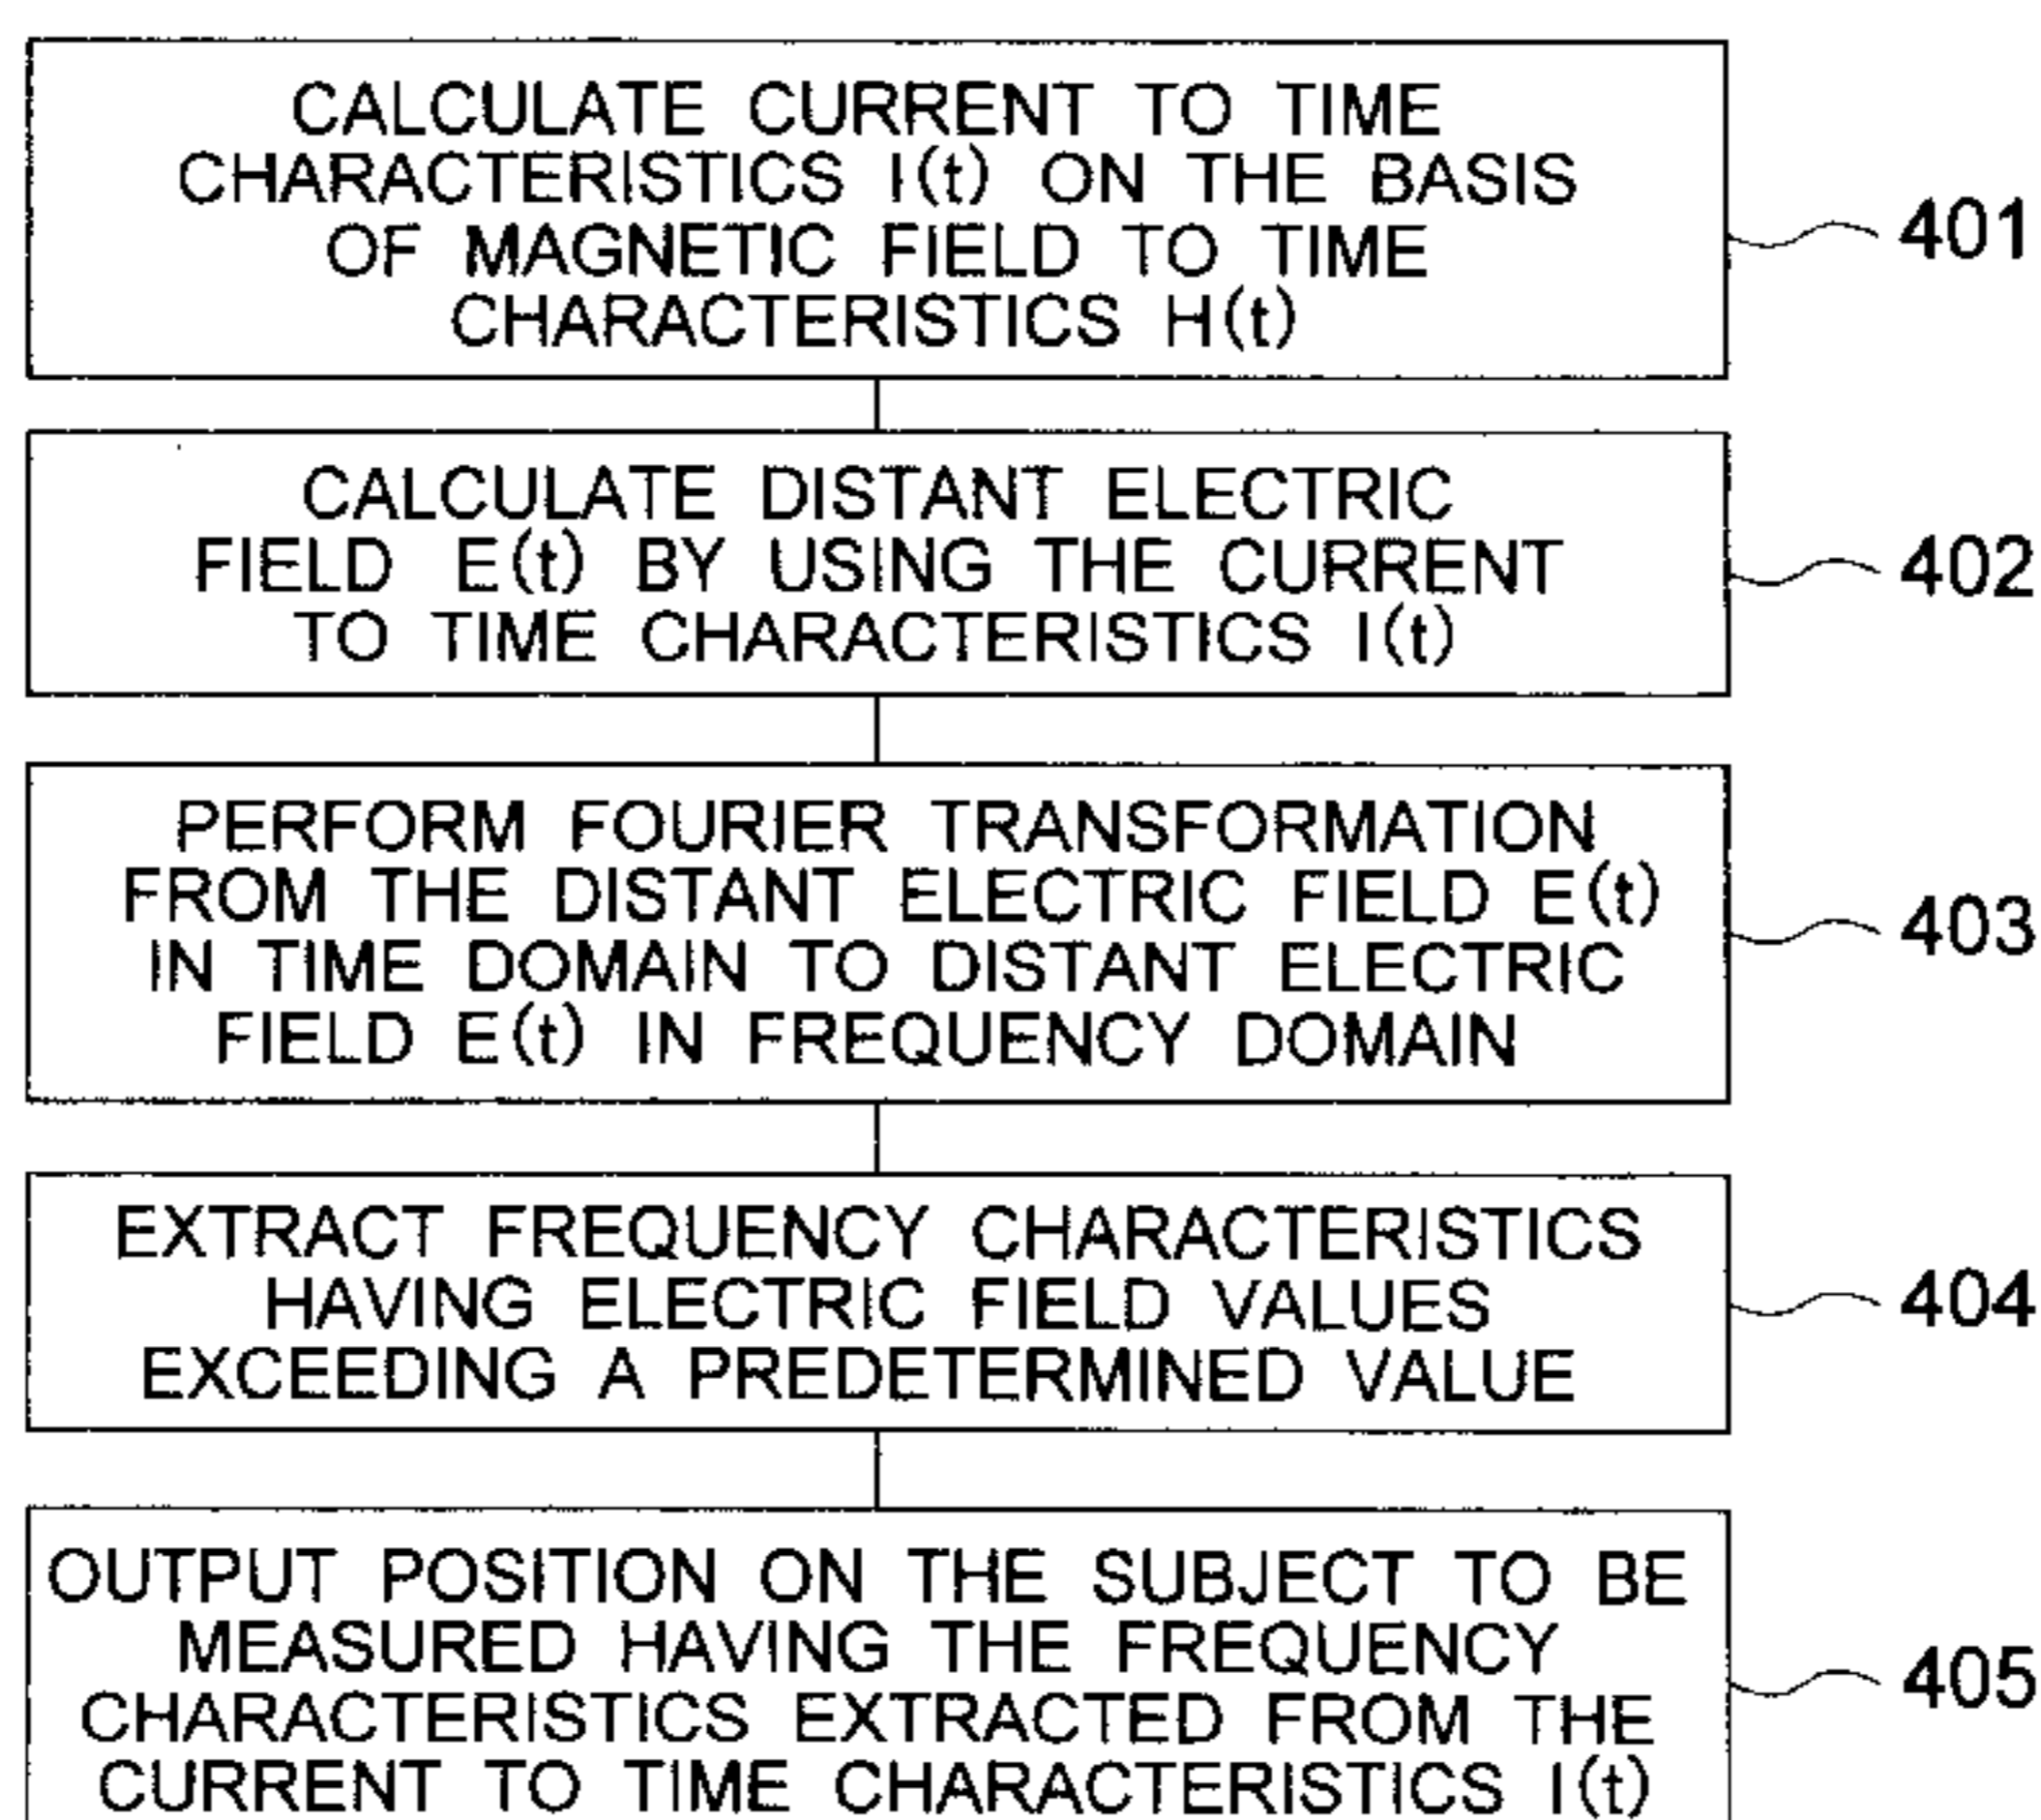 CALCULATE CURRENT TO TIME
CHARACTERISTICS I(t) ON THE BASIS
OF MAGNETIC FIELD TO TIME
CHARACTERISTICS H(t)
401
CALCULATE DISTANT ELECTRIC
FIELD E(t) BY USING THE CURRENT
TO TIME CHARACTERISTICS I(t)
402
PERFORM FOURIER TRANSFORMATION
FROM THE DISTANT ELECTRIC FIELD E(t)
IN TIME DOMAIN TO DISTANT ELECTRIC
FIELD E(t) IN FREQUENCY DOMAIN
403
EXTRACT FREQUENCY CHARACTERISTICS
HAVING ELECTRIC FIELD VALUES
EXCEEDING A PREDETERMINED VALUE
404
OUTPUT POSITION ON THE SUBJECT TO BE
MEASURED HAVING THE FREQUENCY
CHARACTERISTICS EXTRACTED FROM THE
CURRENT TO TIME CHARACTERISTICS I(t)
405